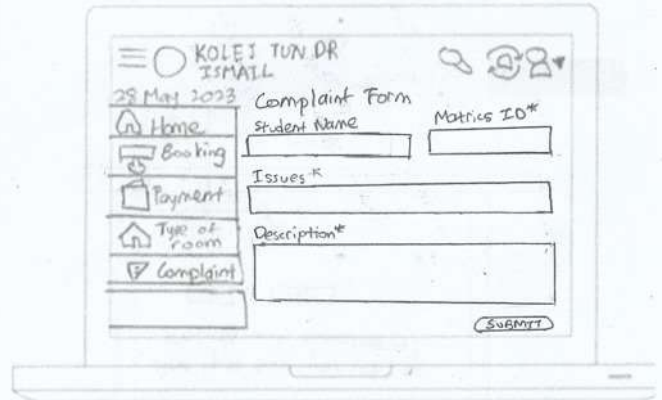 KOLEJ TUN DR
ISMAIL
28 May 2023
Home
Booking
Payment
Type of
room
Complaint
Complaint Form
Student Name
Matrics ID*
Issues*
Description*
SUBMIT